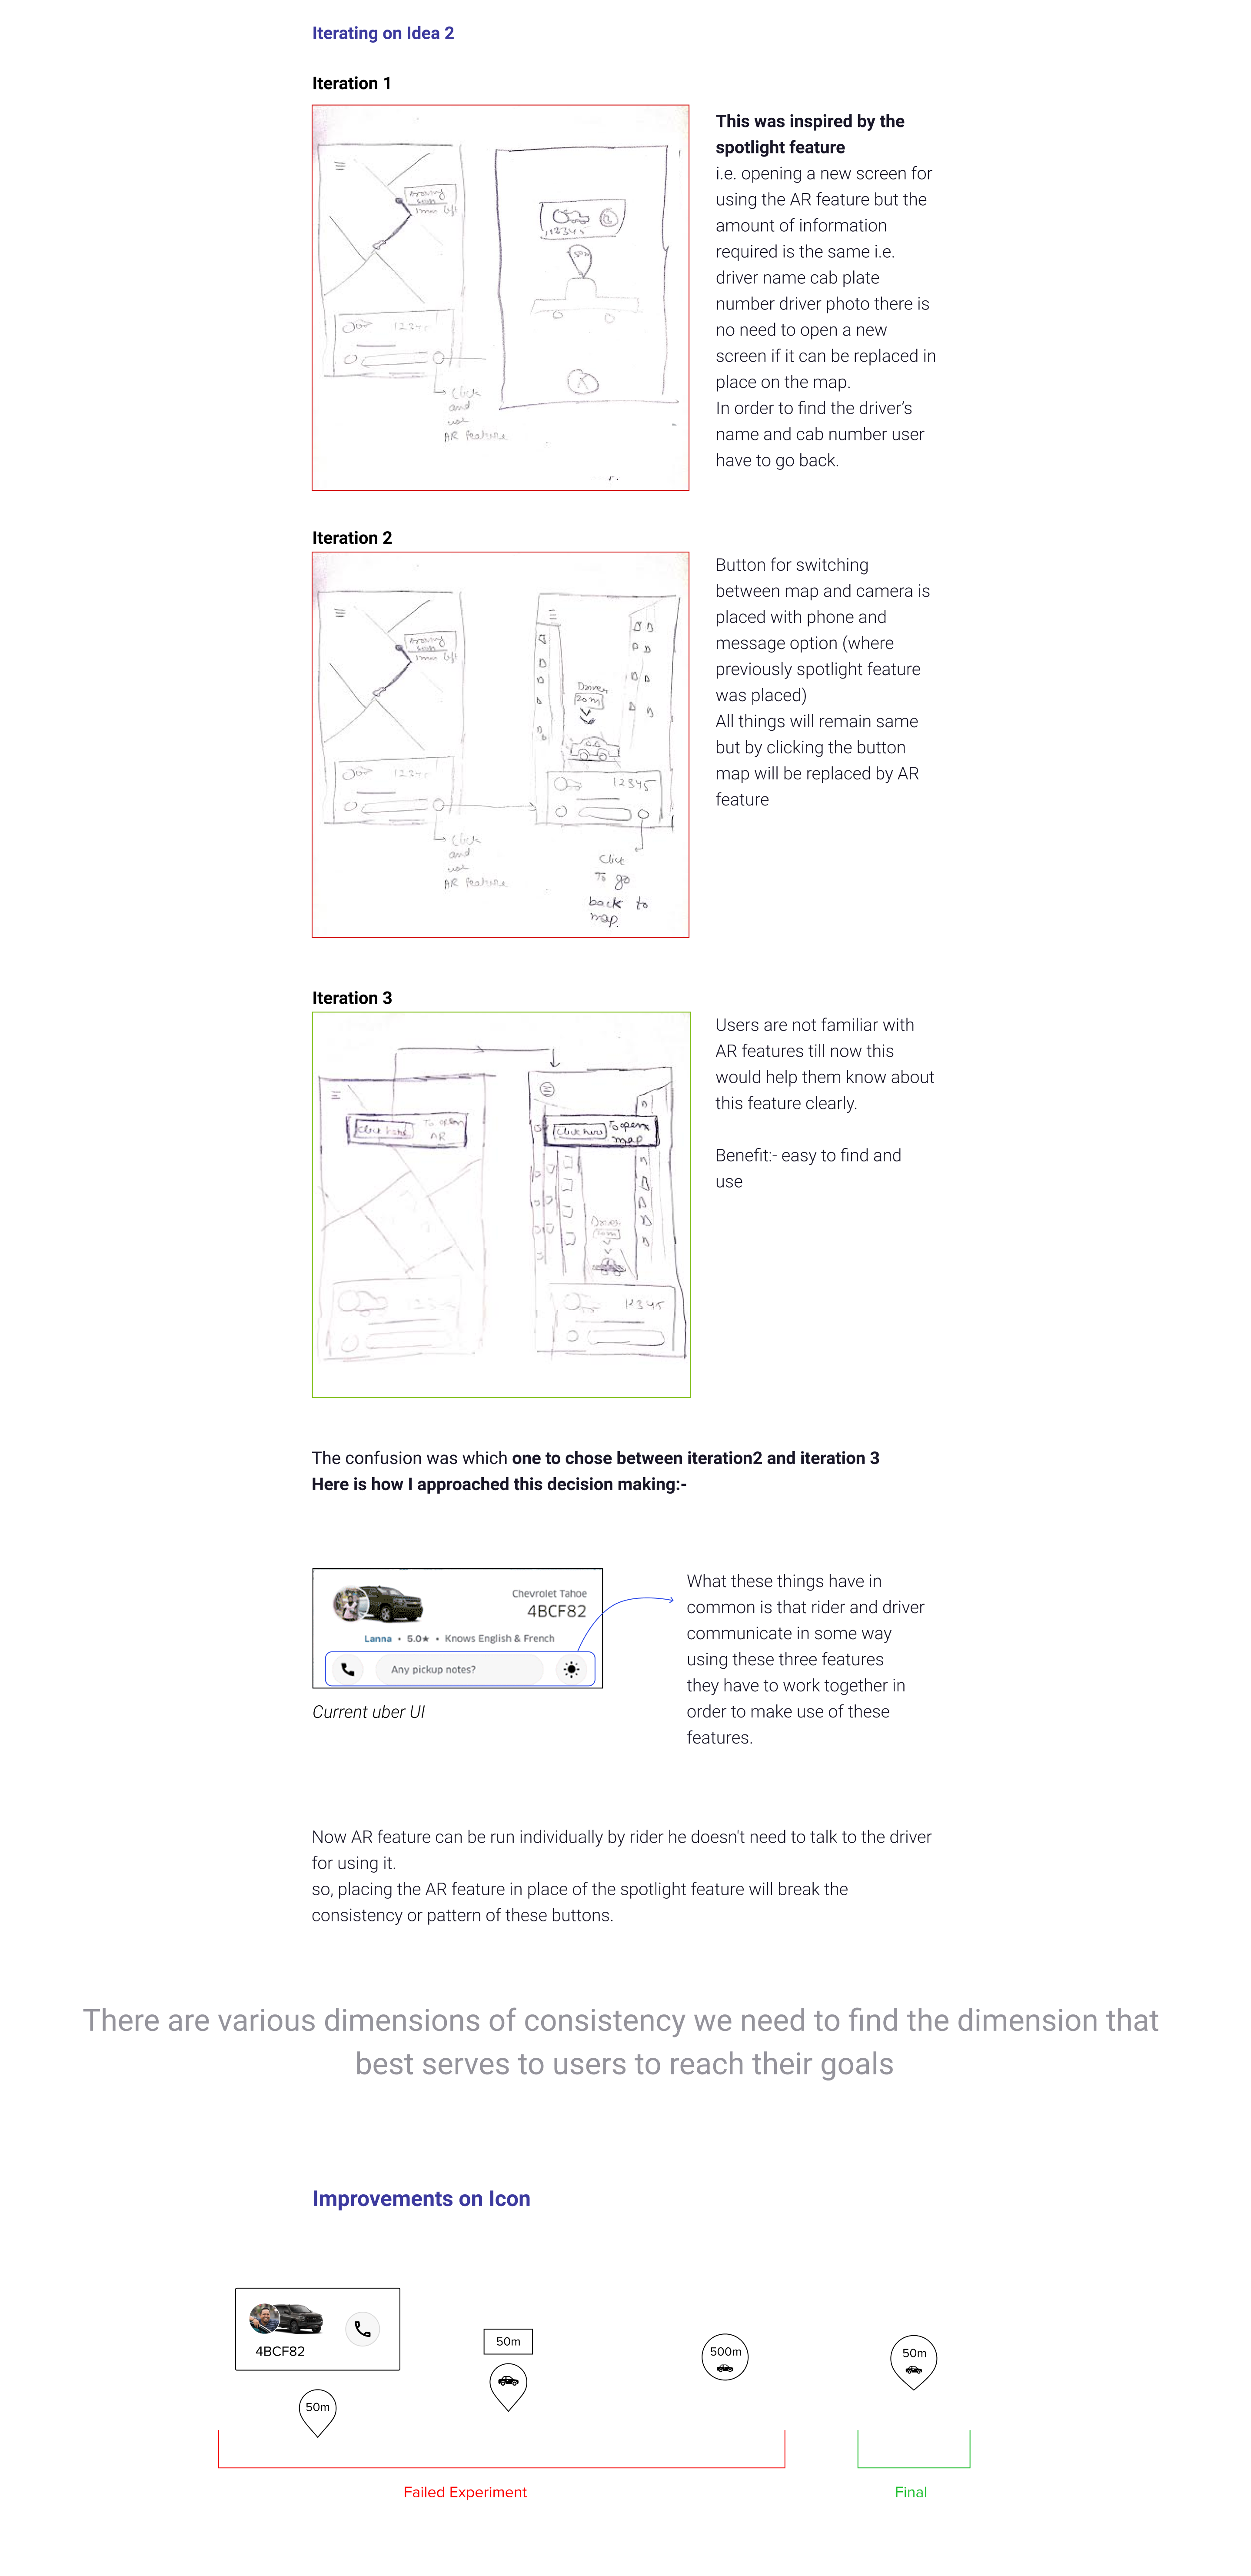 Iterating on Idea 2
Iteration 1
This was inspired by the
spotlight feature
i.e. opening a new screen for
using the AR feature but the
amount of information
required is the same i.e.
driver name cab plate
number driver photo there is
no need to open a new
screen if it can be replaced in
place on the map.
In order to find the driver's
name and cab number user
have to go back.
12345
12345
Click
and
use
AR feature
Iteration 2
Button for switching
between map and camera is
placed with phone and
message option (where
previously spotlight feature
was placed)
All things will remain same
but by clicking the button
map will be replaced by AR
feature
Driver
20m
12345
12345
Click
and
use
AR feature
Click
To go
back to
map.
Iteration 3
Users are not familiar with
AR features till now this
would help them know about
this feature clearly.
Benefit:- easy to find and
use
Click here
To open
AR
Click here
To open
map
Driver
12345
The confusion was which one to chose between iteration2 and iteration 3
Here is how I approached this decision making:-
Chevrolet Tahoe
4BCF82
Lanna • 5.0★ • Knows English & French
Any pickup notes?
Current uber UI
What these things have in
common is that rider and driver
communicate in some way
using these three features
they have to work together in
order to make use of these
features.
Now AR feature can be run individually by rider he doesn't need to talk to the driver
for using it.
so, placing the AR feature in place of the spotlight feature will break the
consistency or pattern of these buttons.
There are various dimensions of consistency we need to find the dimension that
best serves to users to reach their goals
Improvements on Icon
4BCF82
50m
50m
500m
50m
Failed Experiment
Final